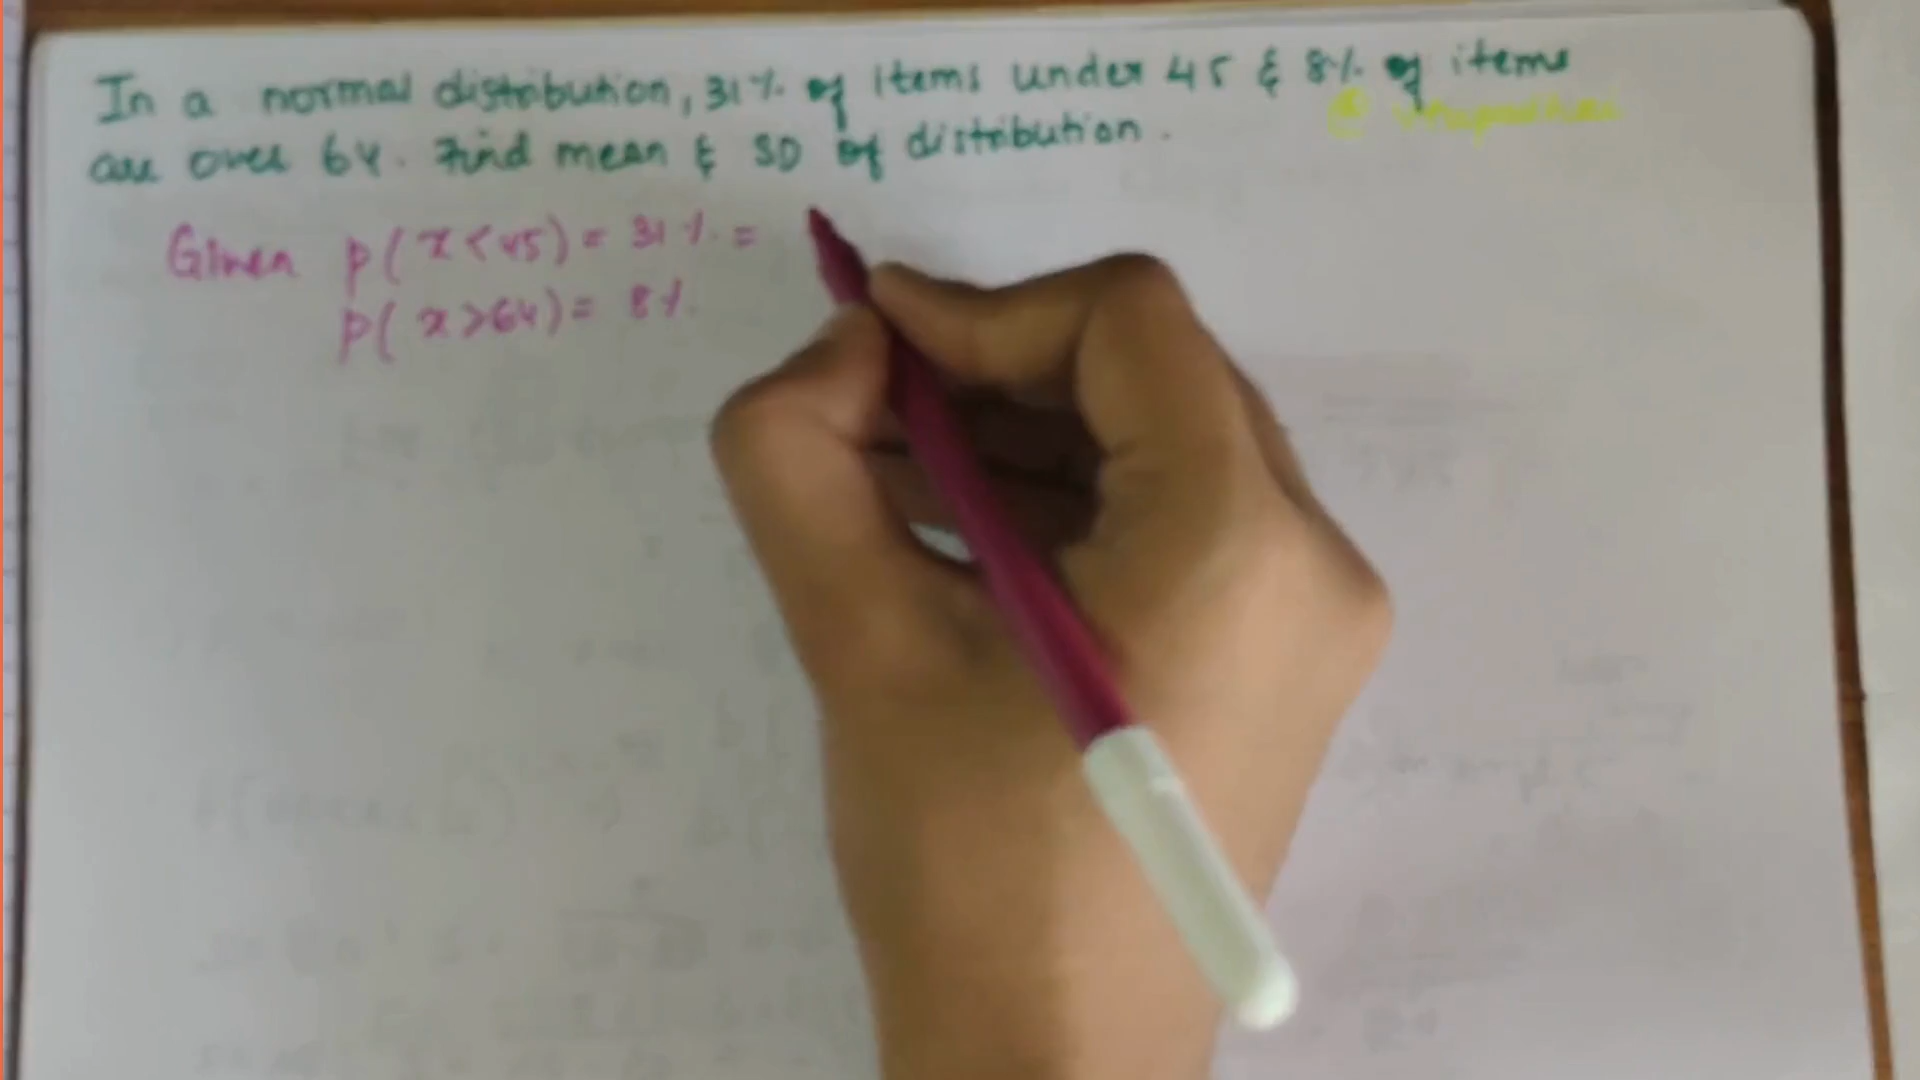 In a normal distribution, 31% of items under 45 & 8% of items
are over 64. Find mean & SD of distribution.
Given p(x<45) = 31% =
p(x>64) = 8%